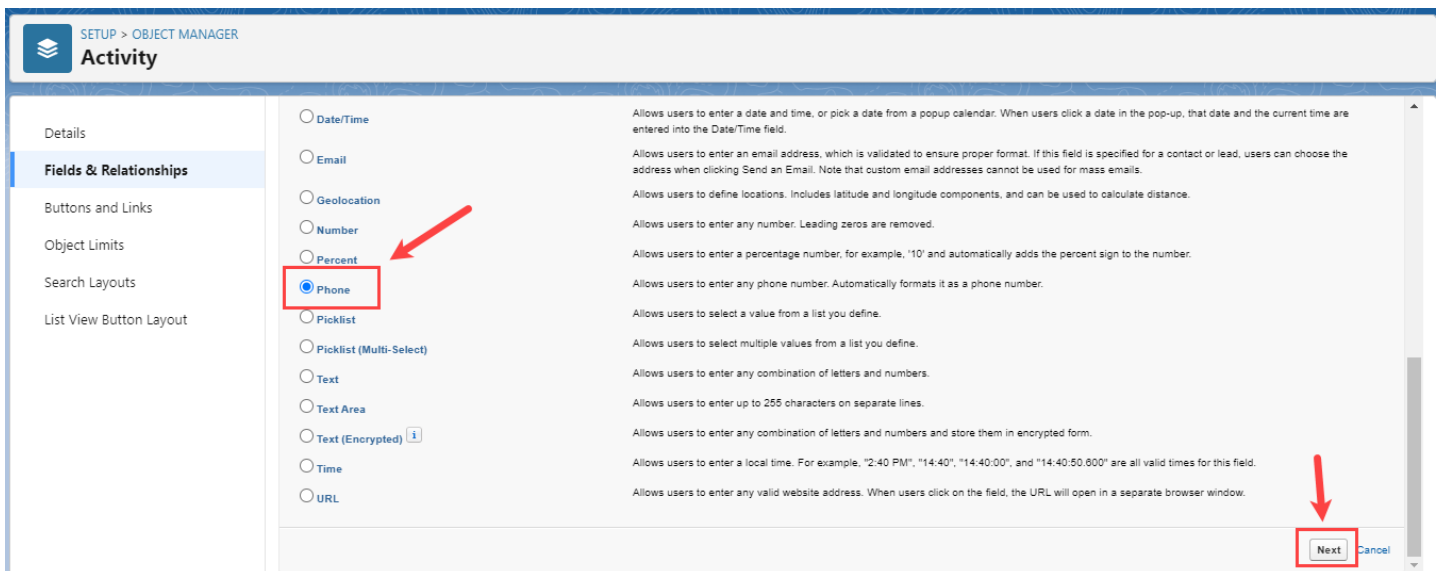 SETUP > OBJECT MANAGER
Activity
Details
Fields & Relationships
Buttons and Links
Object Limits
Search Layouts
List View Button Layout
Date/Time Allows users to enter a date and time, or pick a date from a popup calendar. When users click a date in the pop-up, that date and the current time are
entered into the Date/Time field.
Email Allows users to enter an email address, which is validated to ensure proper format. If this field is specified for a contact or lead, users can choose the
address when clicking Send an Email. Note that custom email addresses cannot be used for mass emails.
Geolocation Allows users to define locations. Includes latitude and longitude components, and can be used to calculate distance.
Number Allows users to enter any number. Leading zeros are removed.
Percent Allows users to enter a percentage number, for example, '10' and automatically adds the percent sign to the number.
Phone Allows users to enter any phone number. Automatically formats it as a phone number.
Picklist Allows users to select a value from a list you define.
Picklist (Multi-Select) Allows users to select multiple values from a list you define.
Text Allows users to enter any combination of letters and numbers.
Text Area Allows users to enter up to 255 characters on separate lines.
Text (Encrypted) i Allows users to enter any combination of letters and numbers and store them in encrypted form.
Time Allows users to enter a local time. For example, "2:40 PM", "14:40", "14:40:00", and "14:40:50.600" are all valid times for this field.
URL Allows users to enter any valid website address. When users click on the field, the URL will open in a separate browser window.
Next Cancel